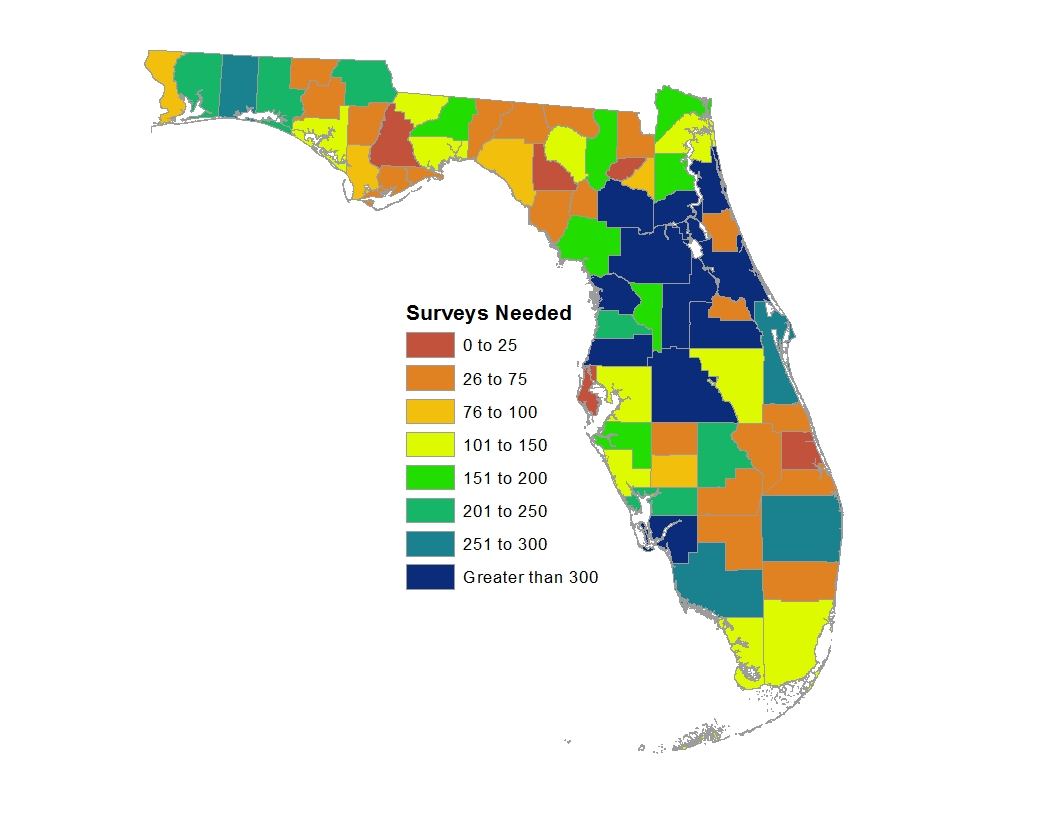 Surveys Needed
0 to 25
26 to 75
76 to 100
101 to 150
151 to 200
201 to 250
251 to 300
Greater than 300